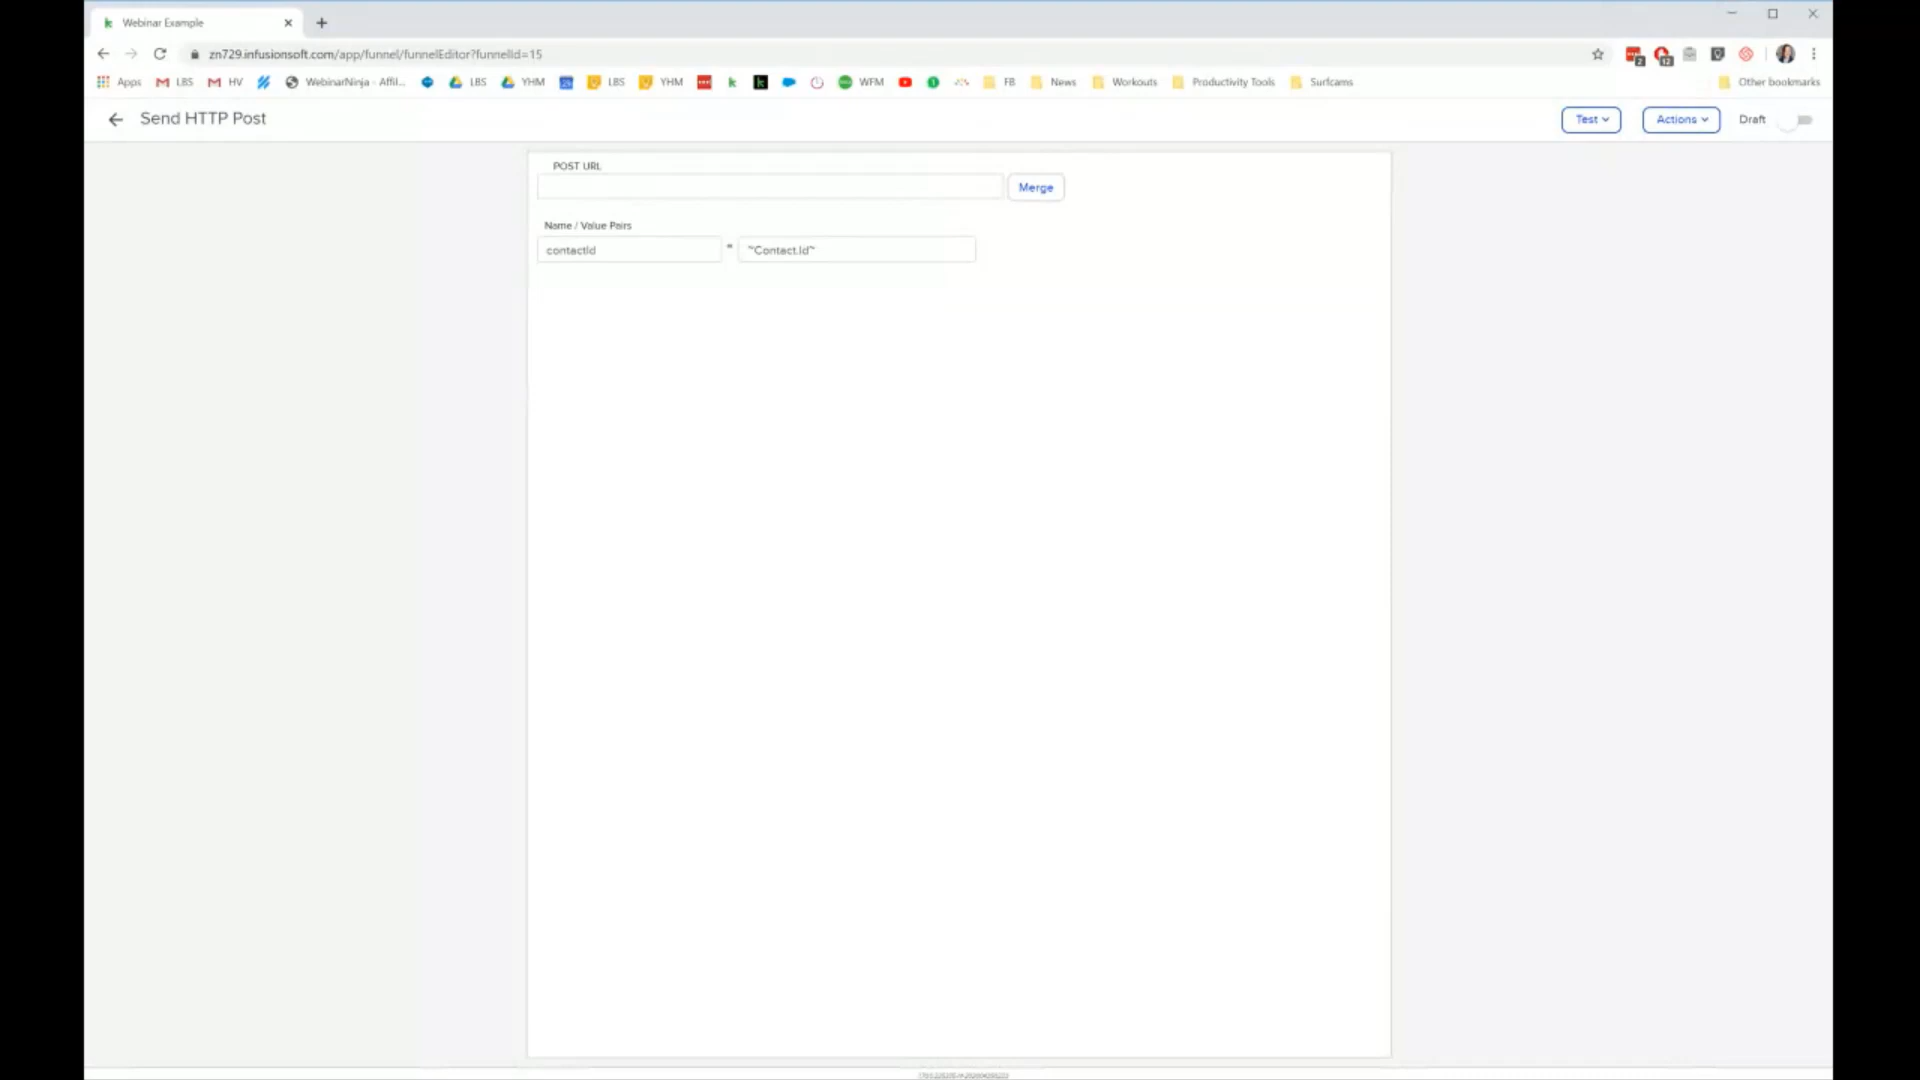 Webinar Example
zn729.infusionsoft.com/app/funnel/funnelEditor?funnelId=15
Apps LBS HV WebinarNinja - Affil... LBS YHM LBS YHM WFM FB News Workouts Productivity Tools Surfcams Other bookmarks
Send HTTP Post Test Actions Draft
POST URL
Merge
Name / Value Pairs
contactId = ~Contact.Id~